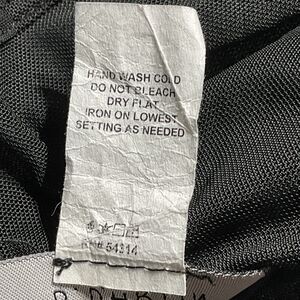 HAND WASH COLD
DO NOT BLEACH
DRY FLAT
IRON ON LOWEST
SETTING AS NEEDED
54314